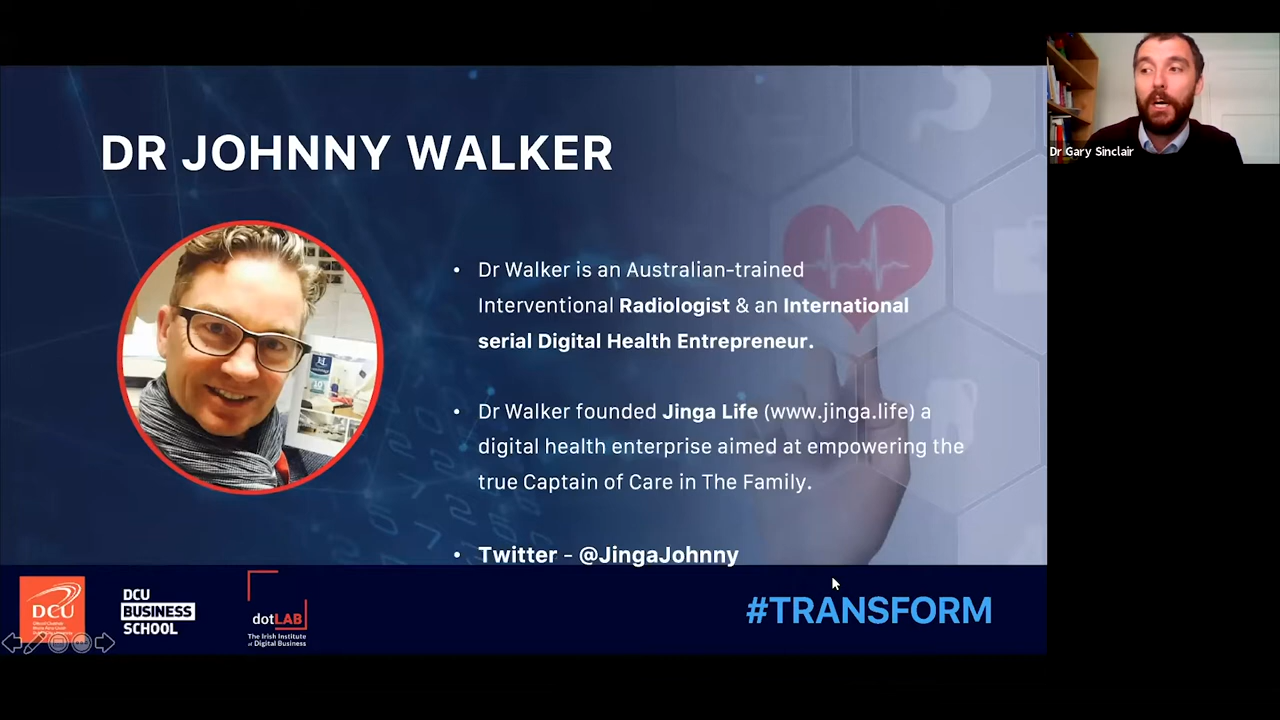 DR JOHNNY WALKER
• Dr Walker is an Australian-trained
Interventional Radiologist & an International
serial Digital Health Entrepreneur.
• Dr Walker founded Jinga Life (www.jinga.life) a
digital health enterprise aimed at empowering the
true Captain of Care in The Family.
• Twitter – @JingaJohnny
#TRANSFORM
DCU
DCU
BUSINESS
SCHOOL
dotLAB
The Irish Institute
of Digital Business
Dr Gary Sinclair